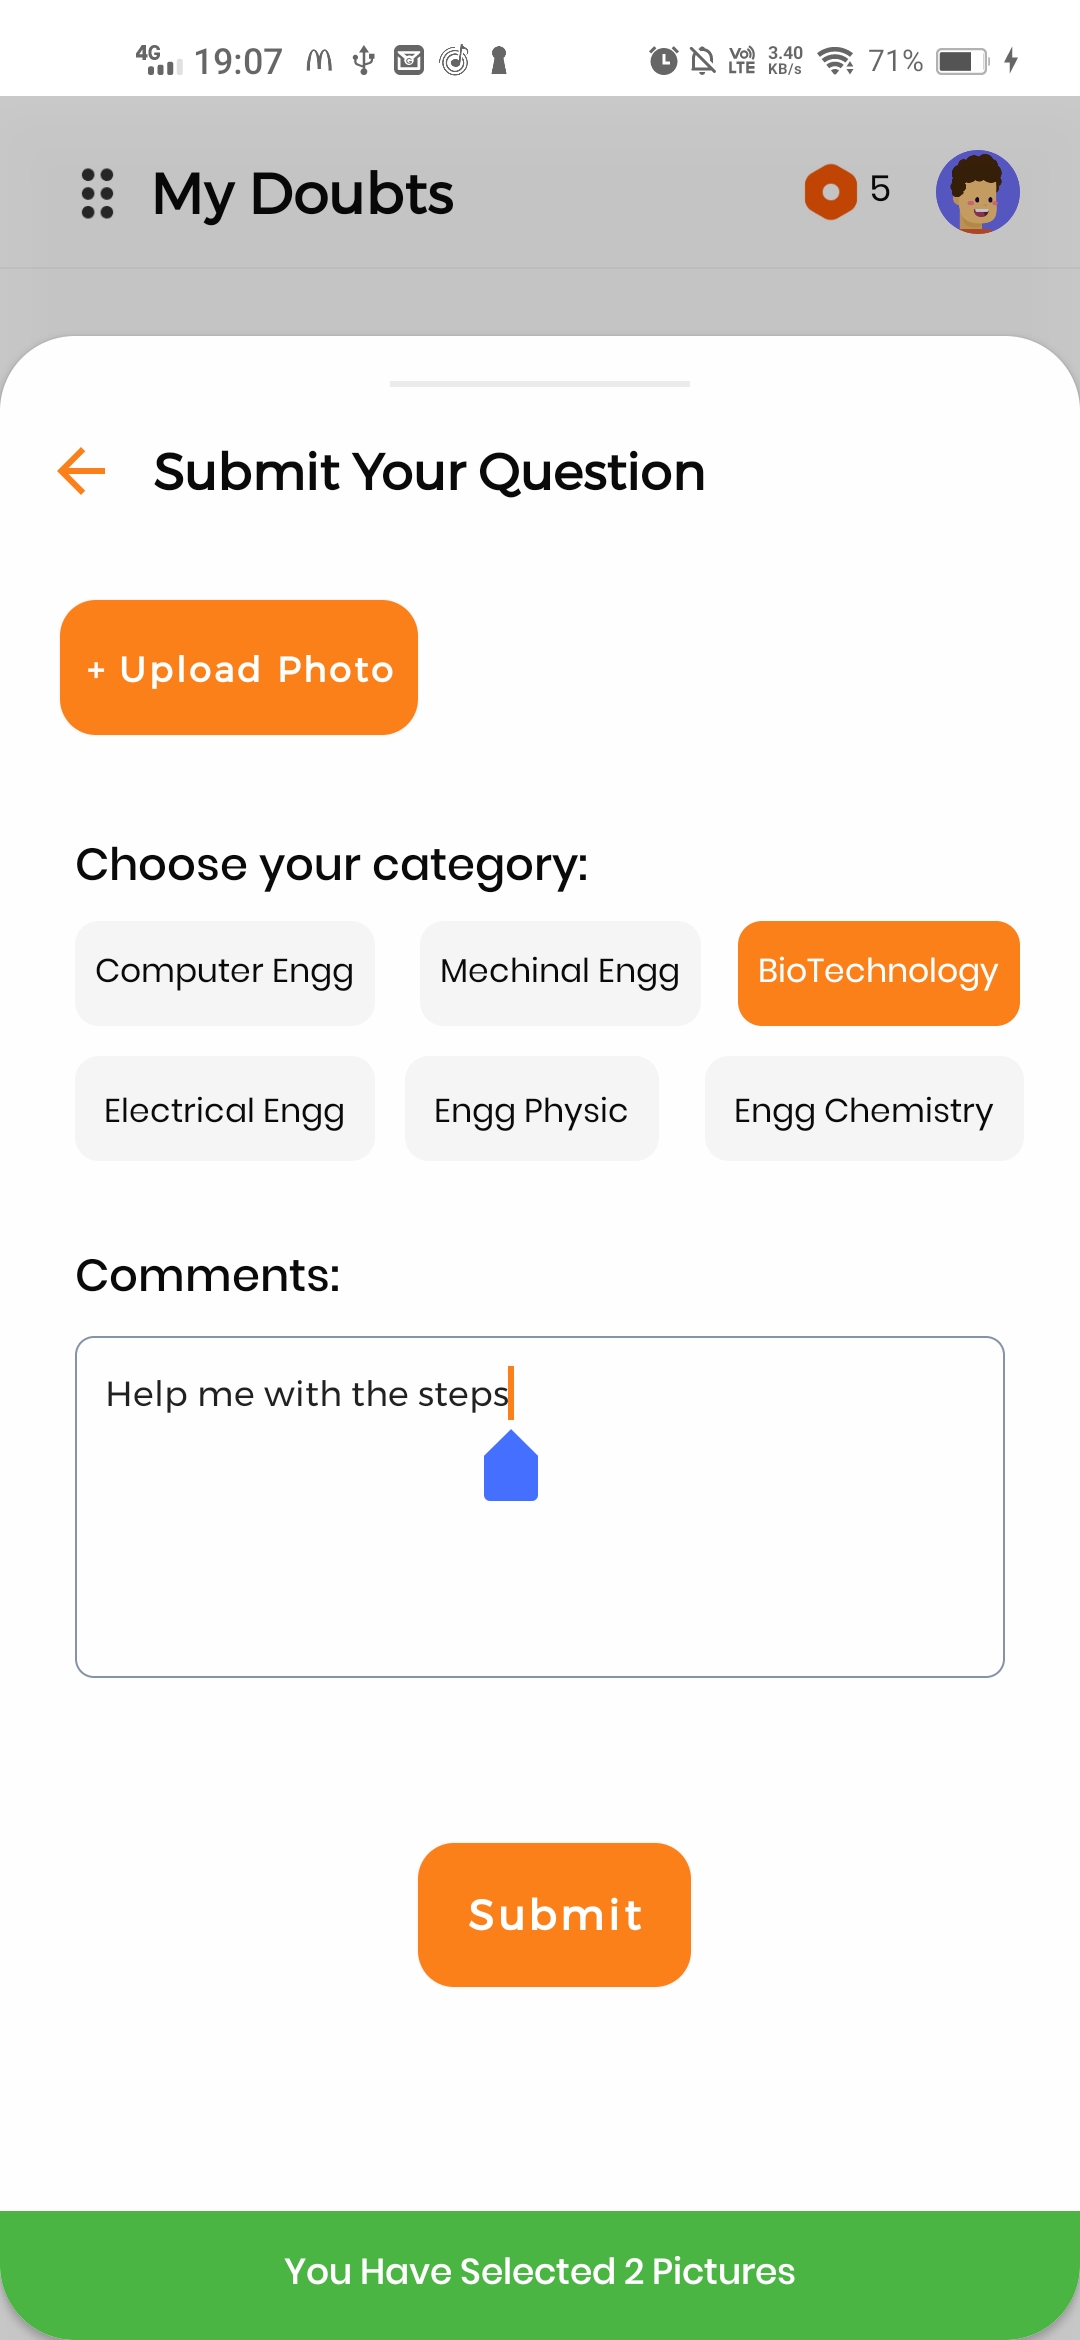 4G 19:07 Vo)) LTE 3.40 KB/s 71%
My Doubts 5
Submit Your Question
+ Upload Photo
Choose your category:
Computer Engg Mechinal Engg BioTechnology
Electrical Engg Engg Physic Engg Chemistry
Comments:
Help me with the steps
Submit
You Have Selected 2 Pictures